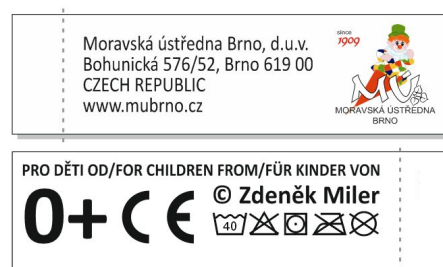 Moravská ústředna Brno, d.u.v.
Bohunická 576/52, Brno 619 00
CZECH REPUBLIC
www.mubrno.cz
since
1909
MÚ
MORAVSKÁ ÚSTŘEDNA
BRNO
PRO DĚTI OD/FOR CHILDREN FROM/FÜR KINDER VON
0+ CE
© Zdeněk Miler
40